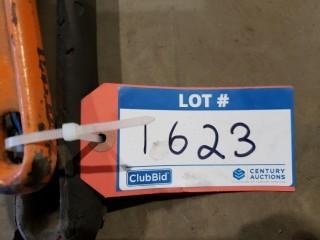 LOT #
1623
ClubBid
CENTURY
AUCTIONS